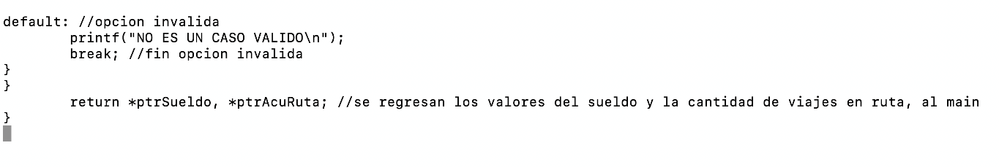 default: //opcion invalida
        printf("NO ES UN CASO VALIDO\n");
        break; //fin opcion invalida
}
}
        return *ptrSueldo, *ptrAcuRuta; //se regresan los valores del sueldo y la cantidad de viajes en ruta, al main
}